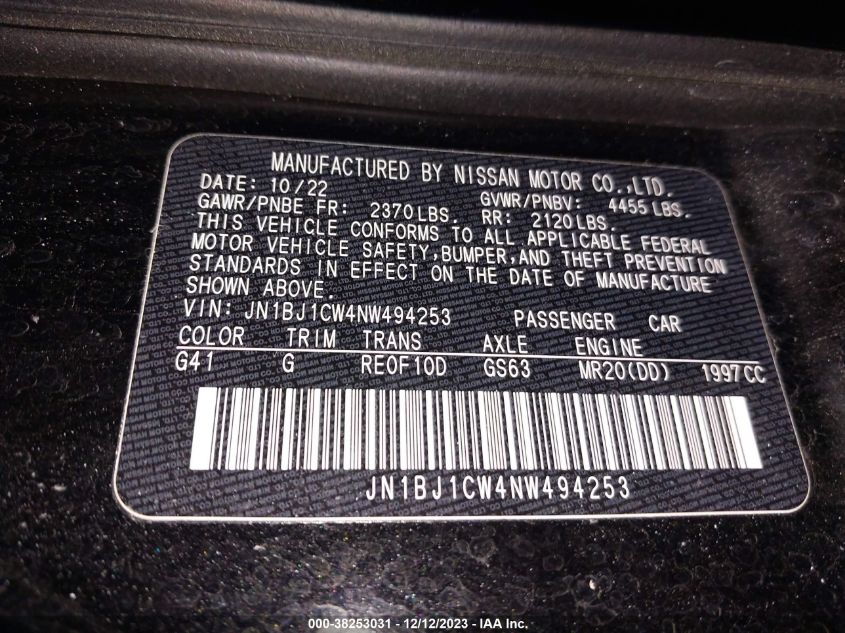 MANUFACTURED BY NISSAN MOTOR CO.,LTD.
DATE: 10/22 GVWR/PNBV: 4455 LBS.
GAWR/PNBE FR: 2370 LBS. RR: 2120 LBS.
THIS VEHICLE CONFORMS TO ALL APPLICABLE FEDERAL
MOTOR VEHICLE SAFETY, BUMPER, AND THEFT PREVENTION
STANDARDS IN EFFECT ON THE DATE OF MANUFACTURE
SHOWN ABOVE.
VIN: JN1BJ1CW4NW494253 PASSENGER CAR
COLOR TRIM TRANS AXLE ENGINE
G41 G RE0F10D GS63 MR20(DD) 1997CC
JN1BJ1CW4NW494253
000-38253031 - 12/12/2023 - IAA Inc.